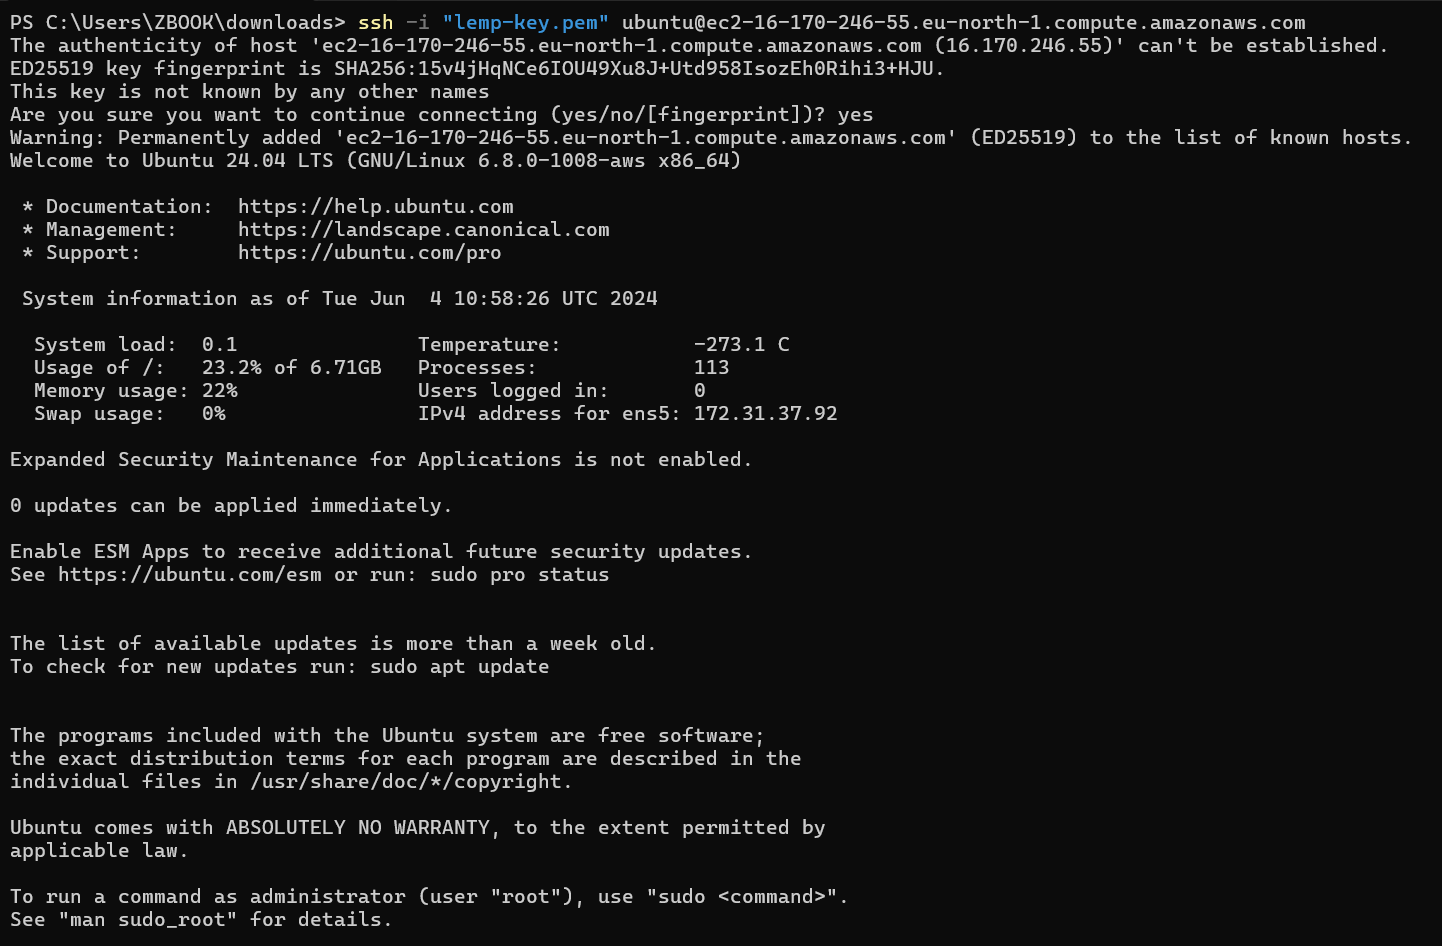 PS C:\Users\ZBOOK\downloads> ssh -i "lemp-key.pem" ubuntu@ec2-16-170-246-55.eu-north-1.compute.amazonaws.com
The authenticity of host 'ec2-16-170-246-55.eu-north-1.compute.amazonaws.com (16.170.246.55)' can't be established.
ED25519 key fingerprint is SHA256:15v4jHqNCe6IOU49Xu8J+Utd958IsozEh0Rihi3+HJU.
This key is not known by any other names
Are you sure you want to continue connecting (yes/no/[fingerprint])? yes
Warning: Permanently added 'ec2-16-170-246-55.eu-north-1.compute.amazonaws.com' (ED25519) to the list of known hosts.
Welcome to Ubuntu 24.04 LTS (GNU/Linux 6.8.0-1008-aws x86_64)

 * Documentation:  https://help.ubuntu.com
 * Management:     https://landscape.canonical.com
 * Support:        https://ubuntu.com/pro

 System information as of Tue Jun  4 10:58:26 UTC 2024

  System load:  0.1               Temperature:           -273.1 C
  Usage of /:   23.2% of 6.71GB   Processes:             113
  Memory usage: 22%               Users logged in:       0
  Swap usage:   0%                IPv4 address for ens5: 172.31.37.92

Expanded Security Maintenance for Applications is not enabled.

0 updates can be applied immediately.

Enable ESM Apps to receive additional future security updates.
See https://ubuntu.com/esm or run: sudo pro status


The list of available updates is more than a week old.
To check for new updates run: sudo apt update


The programs included with the Ubuntu system are free software;
the exact distribution terms for each program are described in the
individual files in /usr/share/doc/*/copyright.

Ubuntu comes with ABSOLUTELY NO WARRANTY, to the extent permitted by
applicable law.

To run a command as administrator (user "root"), use "sudo <command>".
See "man sudo_root" for details.